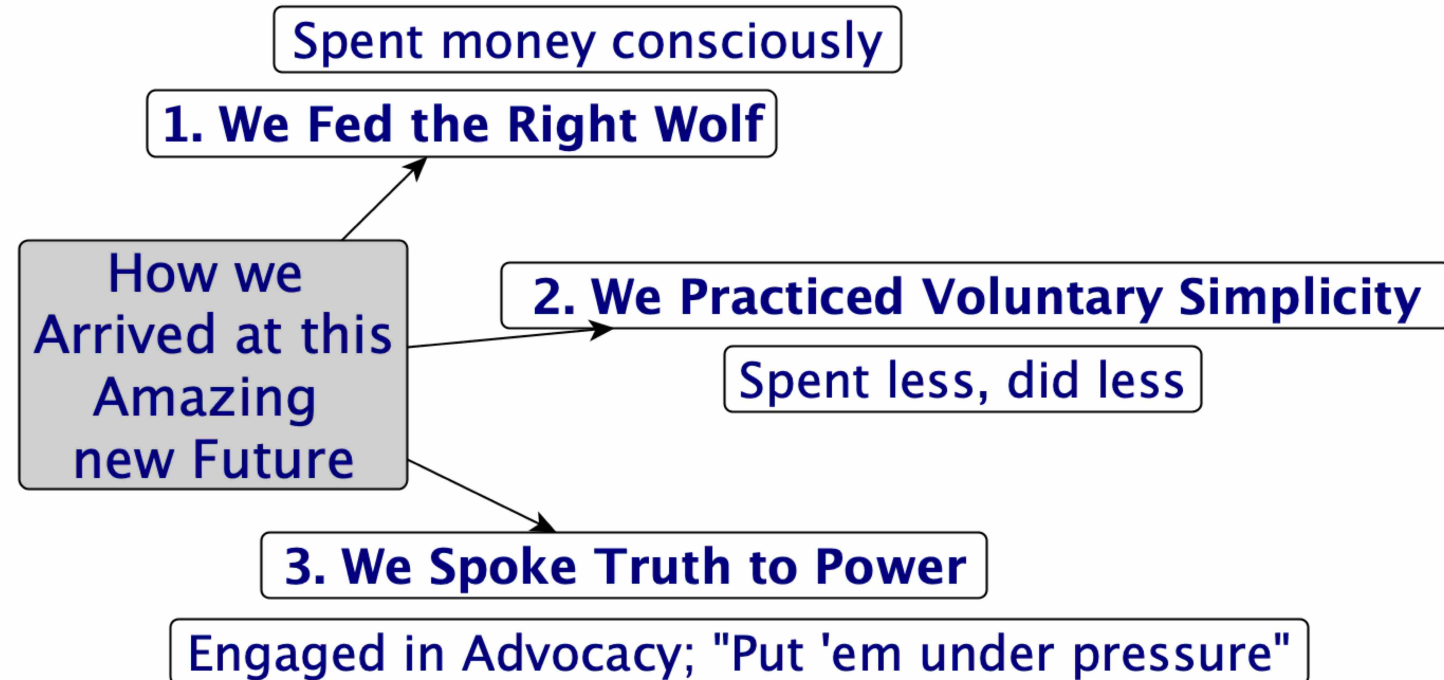 Spent money consciously
1. We Fed the Right Wolf
How we
Arrived at this
Amazing
new Future
2. We Practiced Voluntary Simplicity
Spent less, did less
3. We Spoke Truth to Power
Engaged in Advocacy; "Put 'em under pressure"